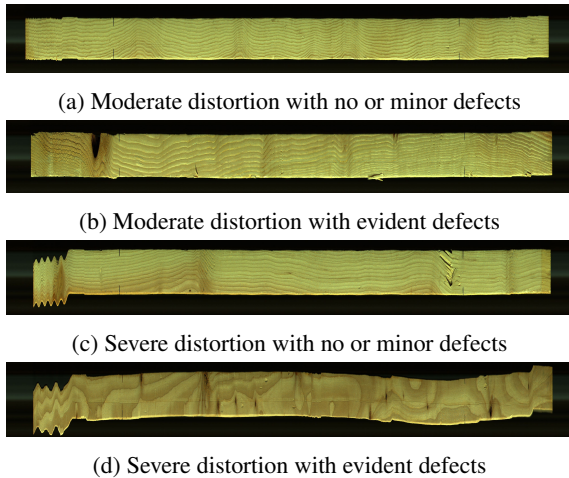 (a) Moderate distortion with no or minor defects
(b) Moderate distortion with evident defects
(c) Severe distortion with no or minor defects
(d) Severe distortion with evident defects